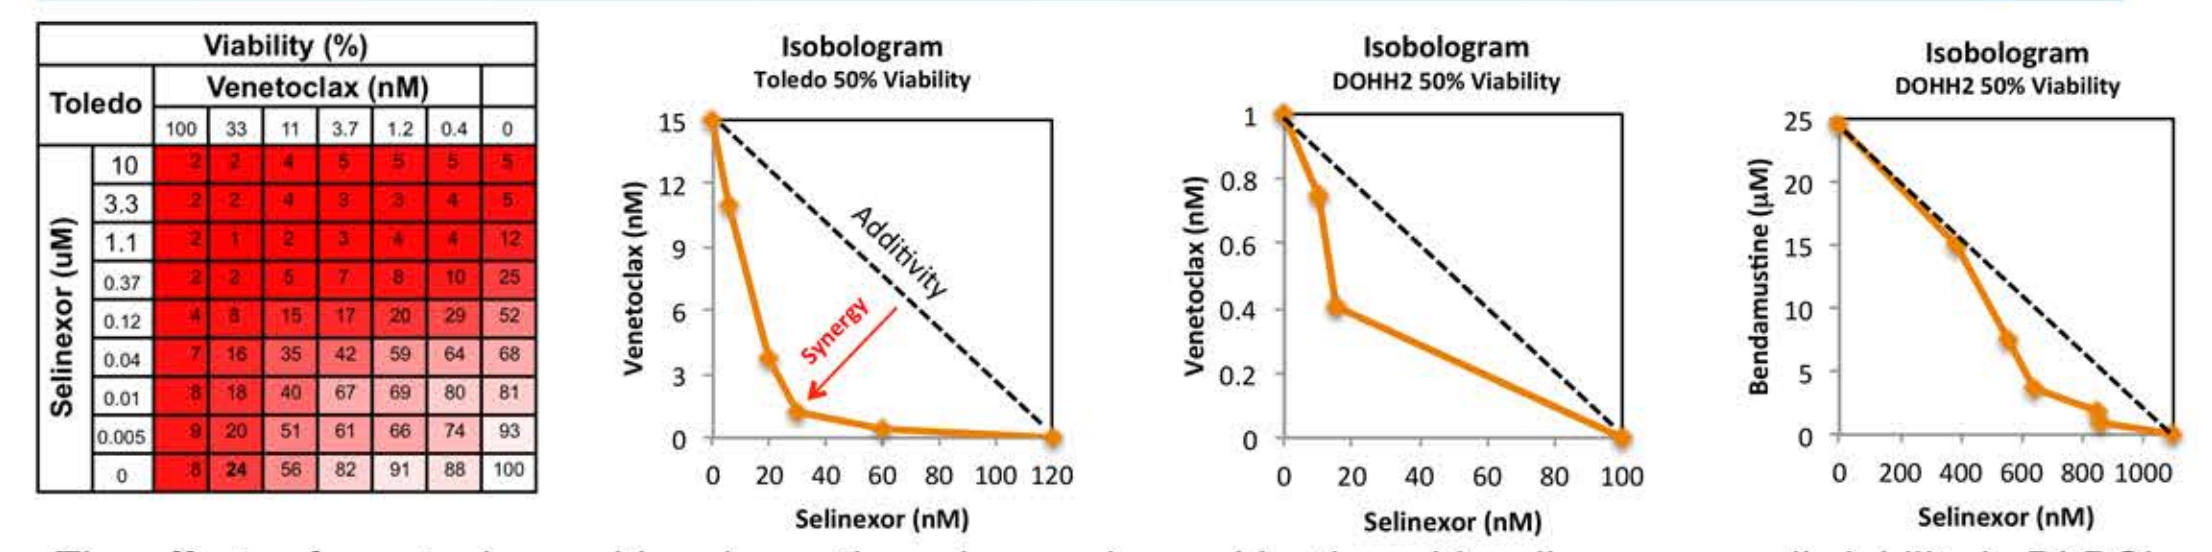 Viability (%)
Toledo
Venetoclax (nM)
100 33 11 3.7 1.2 0.4 0
Selinexor (uM)
10 2 2 4 5 5 5 5
3.3 2 2 4 3 3 4 5
1.1 2 1 2 3 4 4 12
0.37 2 2 5 7 8 10 25
0.12 4 8 15 17 20 29 52
0.04 7 16 35 42 59 64 68
0.01 8 18 40 67 69 80 81
0.005 9 20 51 61 66 74 93
0 8 24 56 82 91 88 100
Isobologram
Toledo 50% Viability
Venetoclax (nM)
15
12
9
6
3
0
Additivity
Synergy
0 20 40 60 80 100 120
Selinexor (nM)
Isobologram
DOHH2 50% Viability
Venetoclax (nM)
1
0.8
0.6
0.4
0.2
0
0 20 40 60 80 100
Selinexor (nM)
Isobologram
DOHH2 50% Viability
Bendamustine (µM)
25
20
15
10
5
0
0 200 400 600 800 1000
Selinexor (nM)